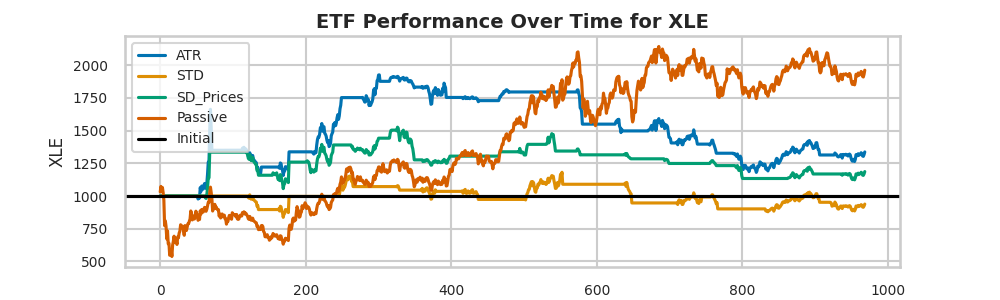 ETF Performance Over Time for XLE
XLE
2000
1750
1500
1250
1000
750
500
ATR
STD
SD_Prices
Passive
Initial
0 200 400 600 800 1000